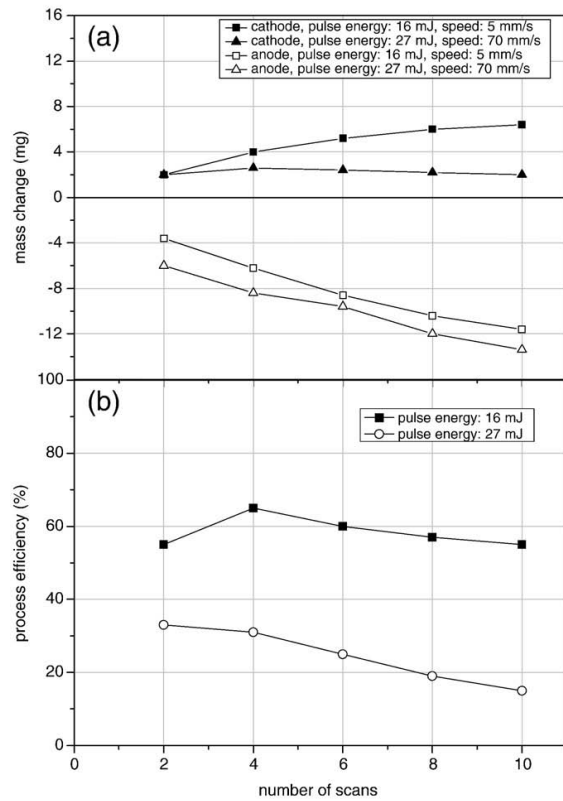 (a)
cathode, pulse energy: 16 mJ, speed: 5 mm/s
cathode, pulse energy: 27 mJ, speed: 70 mm/s
anode, pulse energy: 16 mJ, speed: 5 mm/s
anode, pulse energy: 27 mJ, speed: 70 mm/s
16
12
8
4
0
-4
-8
-12
mass change (mg)
100
(b)
pulse energy: 16 mJ
pulse energy: 27 mJ
80
60
40
20
0
process efficiency (%)
0 2 4 6 8 10
number of scans